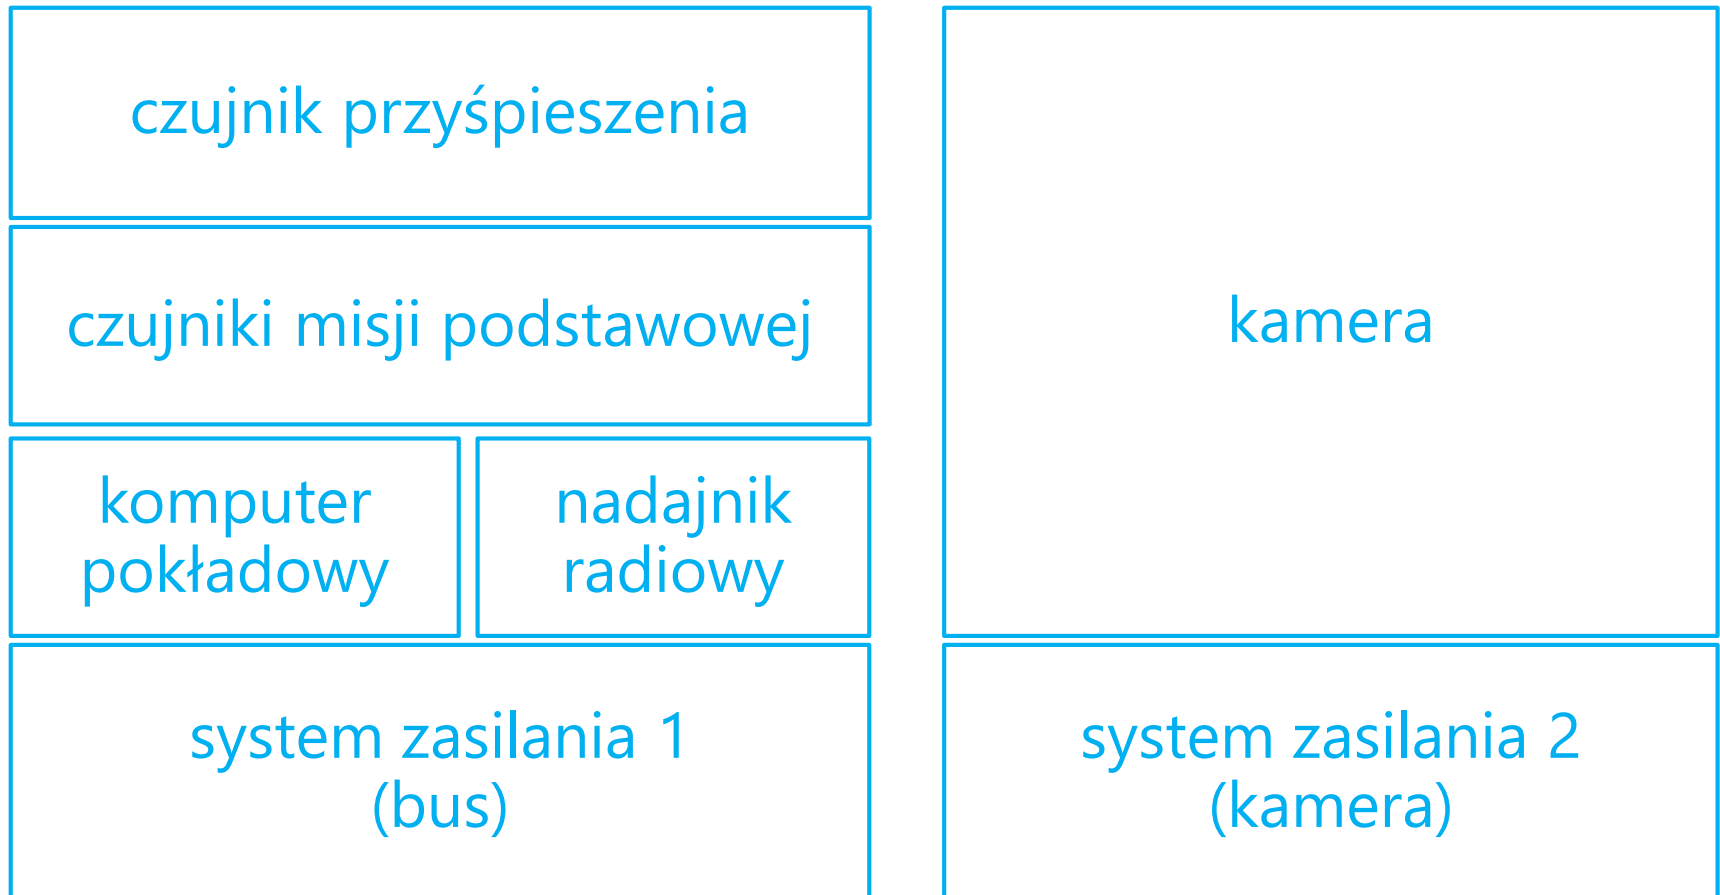 czujnik przyśpieszenia
czujniki misji podstawowej
komputer
pokładowy
nadajnik
radiowy
system zasilania 1
(bus)
kamera
system zasilania 2
(kamera)